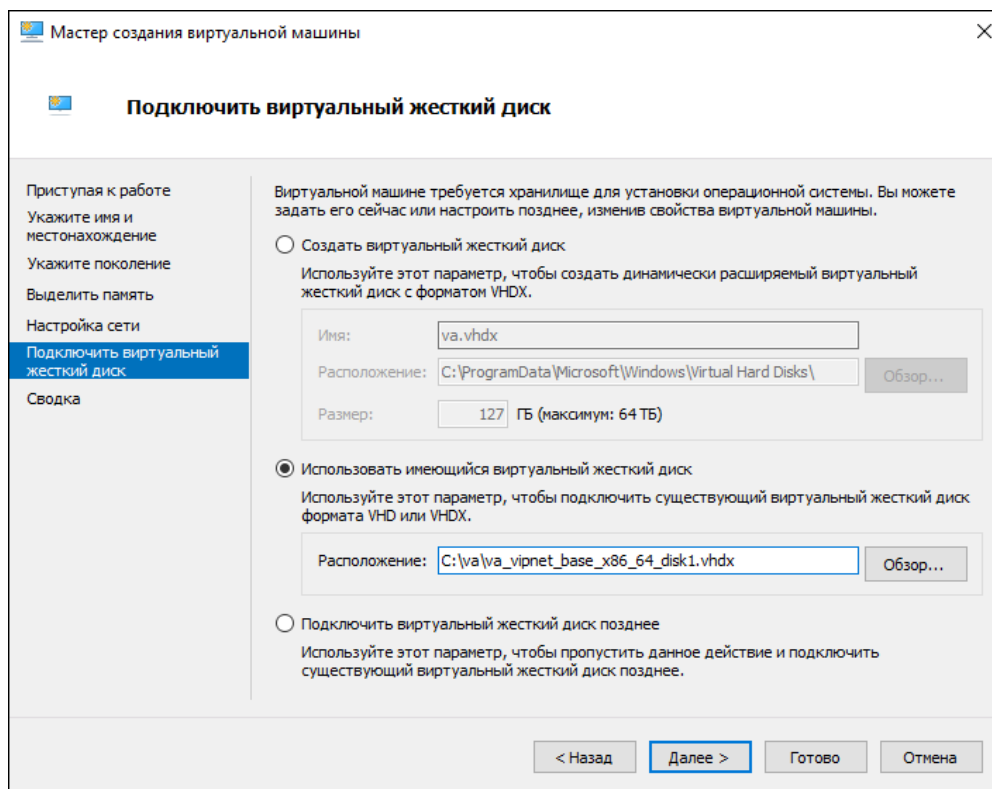 Мастер создания виртуальной машины
Подключить виртуальный жесткий диск
Приступая к работе
Укажите имя и
местонахождение
Укажите поколение
Выделить память
Настройка сети
Подключить виртуальный
жесткий диск
Сводка
Виртуальной машине требуется хранилище для установки операционной системы. Вы можете
задать его сейчас или настроить позднее, изменив свойства виртуальной машины.
Создать виртуальный жесткий диск
Используйте этот параметр, чтобы создать динамически расширяемый виртуальный
жесткий диск с форматом VHDX.
Имя: va.vhdx
Расположение: C:\ProgramData\Microsoft\Windows\Virtual Hard Disks\ Обзор...
Размер: 127 ГБ (максимум: 64 ТБ)
Использовать имеющийся виртуальный жесткий диск
Используйте этот параметр, чтобы подключить существующий виртуальный жесткий диск
формата VHD или VHDX.
Расположение: C:\va\va_vipnet_base_x86_64_disk1.vhdx Обзор...
Подключить виртуальный жесткий диск позднее
Используйте этот параметр, чтобы пропустить данное действие и подключить
существующий виртуальный жесткий диск позднее.
< Назад Далее > Готово Отмена